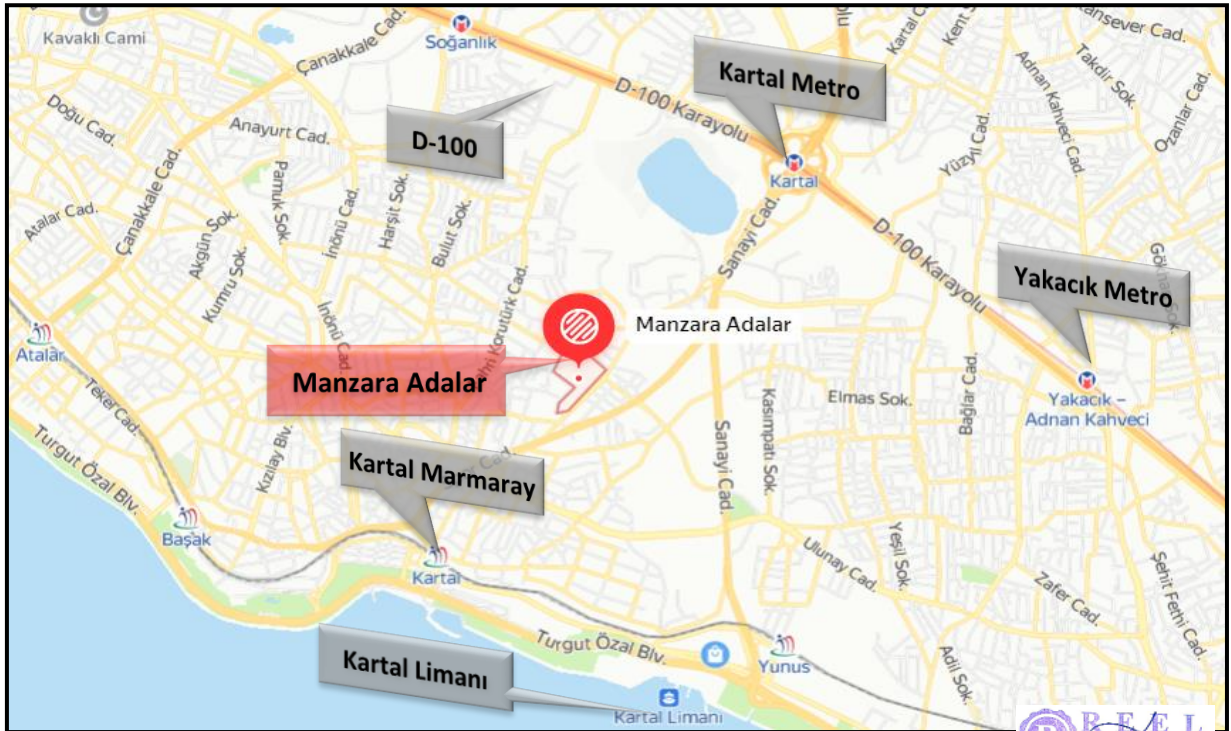 Kavaklı Cami
Soğanlık
Çanakkale Cad.
Doğu Cad.
Anayurt Cad.
D-100
D-100 Karayolu
Kartal Metro
Kartal
Yüzyıl Cad.
Adnan Kahveci Cad.
Takdir Sok.
Ozanlar Cad.
Atalar Cad.
Çanakkale Cad.
Akgün Sok.
Kumru Sok.
Pamuk Sok.
İnönü Cad.
Harşit Sok.
Bulut Sok.
Sanayi Cad.
D-100 Karayolu
Yakacık Metro
İnönü Cad.
Manzara Adalar
Manzara Adalar
Atalar
Teker Cad.
Turgut Özal Blv.
Kızılay Blv.
Kartal Marmaray
Sanayi Cad.
Kasımpatı Sok.
Elmas Sok.
Bağlar Cad.
Yakacık –
Adnan Kahveci
Başak
Kartal
Ulunay Cad.
Yeşil Sok.
Zafer Cad.
Şehit Fethi Cad.
Turgut Özal Blv.
Yunus
Adil Sok.
Kartal Limanı
Kartal Limanı
REEL